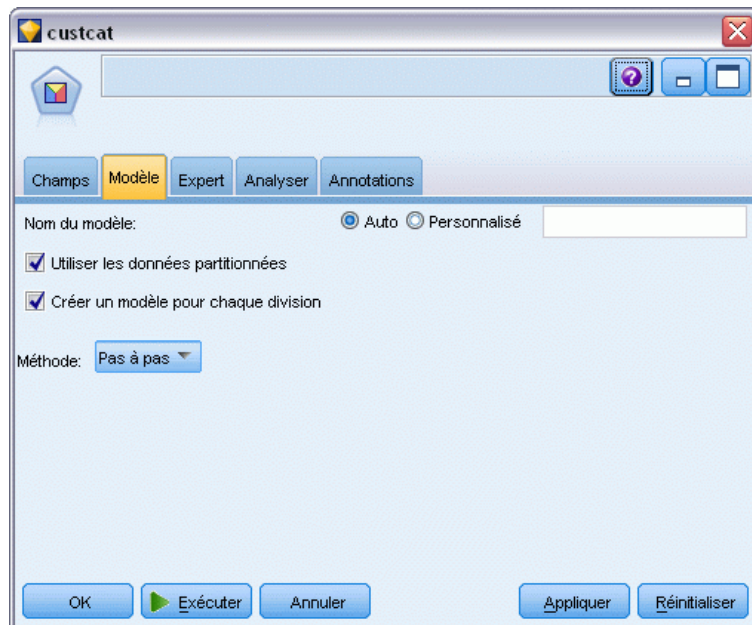 custcat
Champs Modèle Expert Analyser Annotations
Nom du modèle: Auto Personnalisé
Utiliser les données partitionnées
Créer un modèle pour chaque division
Méthode: Pas à pas
OK Exécuter Annuler Appliquer Réinitialiser